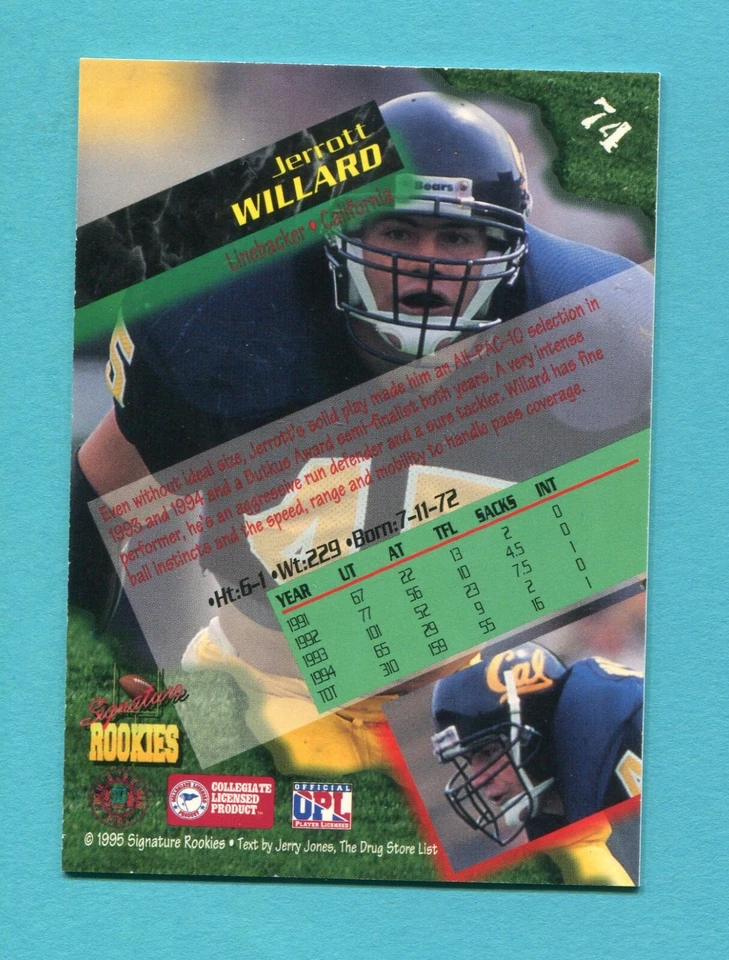 74
Jerrott
WILLARD
Linebacker • California
Bears
5
Even without ideal size, Jerrott's solid play made him an All-PAC-10 selection in
1993 and 1994 and a Butkus Award semi-finalist both years. A very intense
performer, he's an aggressive run defender and a sure tackler. Willard has fine
ball instincts and the speed, range and mobility to handle pass coverage.
•Ht:6-1 •Wt:229 •Born:7-11-72
YEAR UT AT TFL SACKS INT
1991 67 22 13 2 0
1992 77 56 10 4.5 0
1993 101 52 23 7.5 1
1994 65 29 9 2 0
TOT 310 159 55 16 1
Cal
4
Signature
ROOKIES
COLLEGIATE
LICENSED
PRODUCT™
OFFICIAL
OPL
PLAYER LICENSED
© 1995 Signature Rookies • Text by Jerry Jones, The Drug Store List